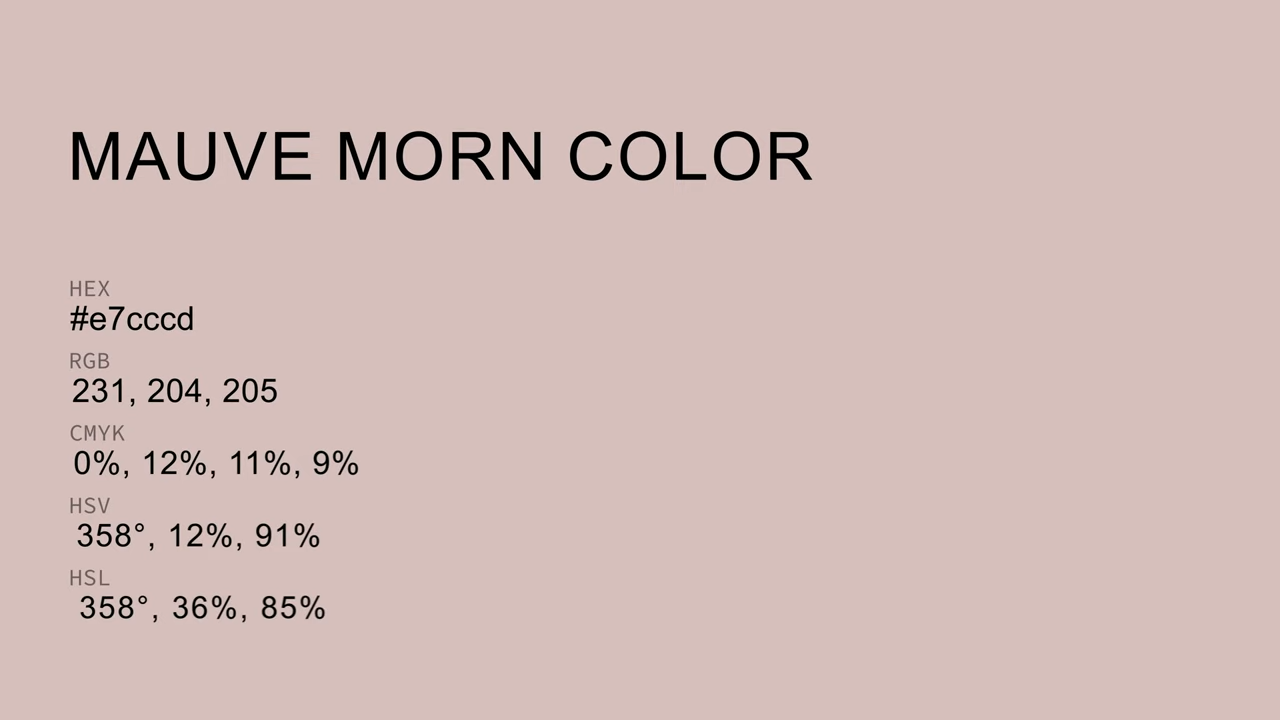 MAUVE MORN COLOR
HEX
#e7cccd
RGB
231, 204, 205
CMYK
0%, 12%, 11%, 9%
HSV
358°, 12%, 91%
HSL
358°, 36%, 85%